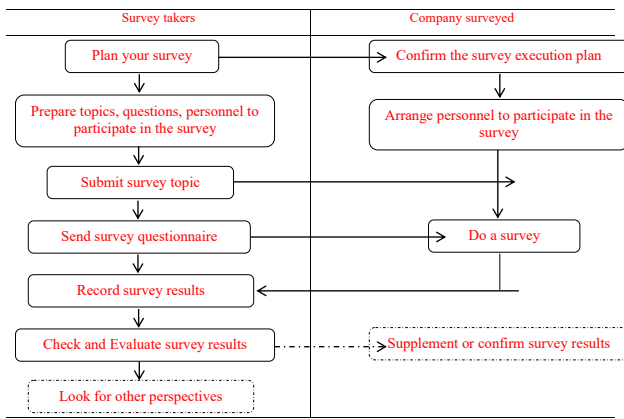 Survey takers
Company surveyed
Plan your survey
Confirm the survey execution plan
Prepare topics, questions, personnel to
participate in the survey
Arrange personnel to participate in the
survey
Submit survey topic
Send survey questionnaire
Do a survey
Record survey results
Check and Evaluate survey results
Supplement or confirm survey results
Look for other perspectives